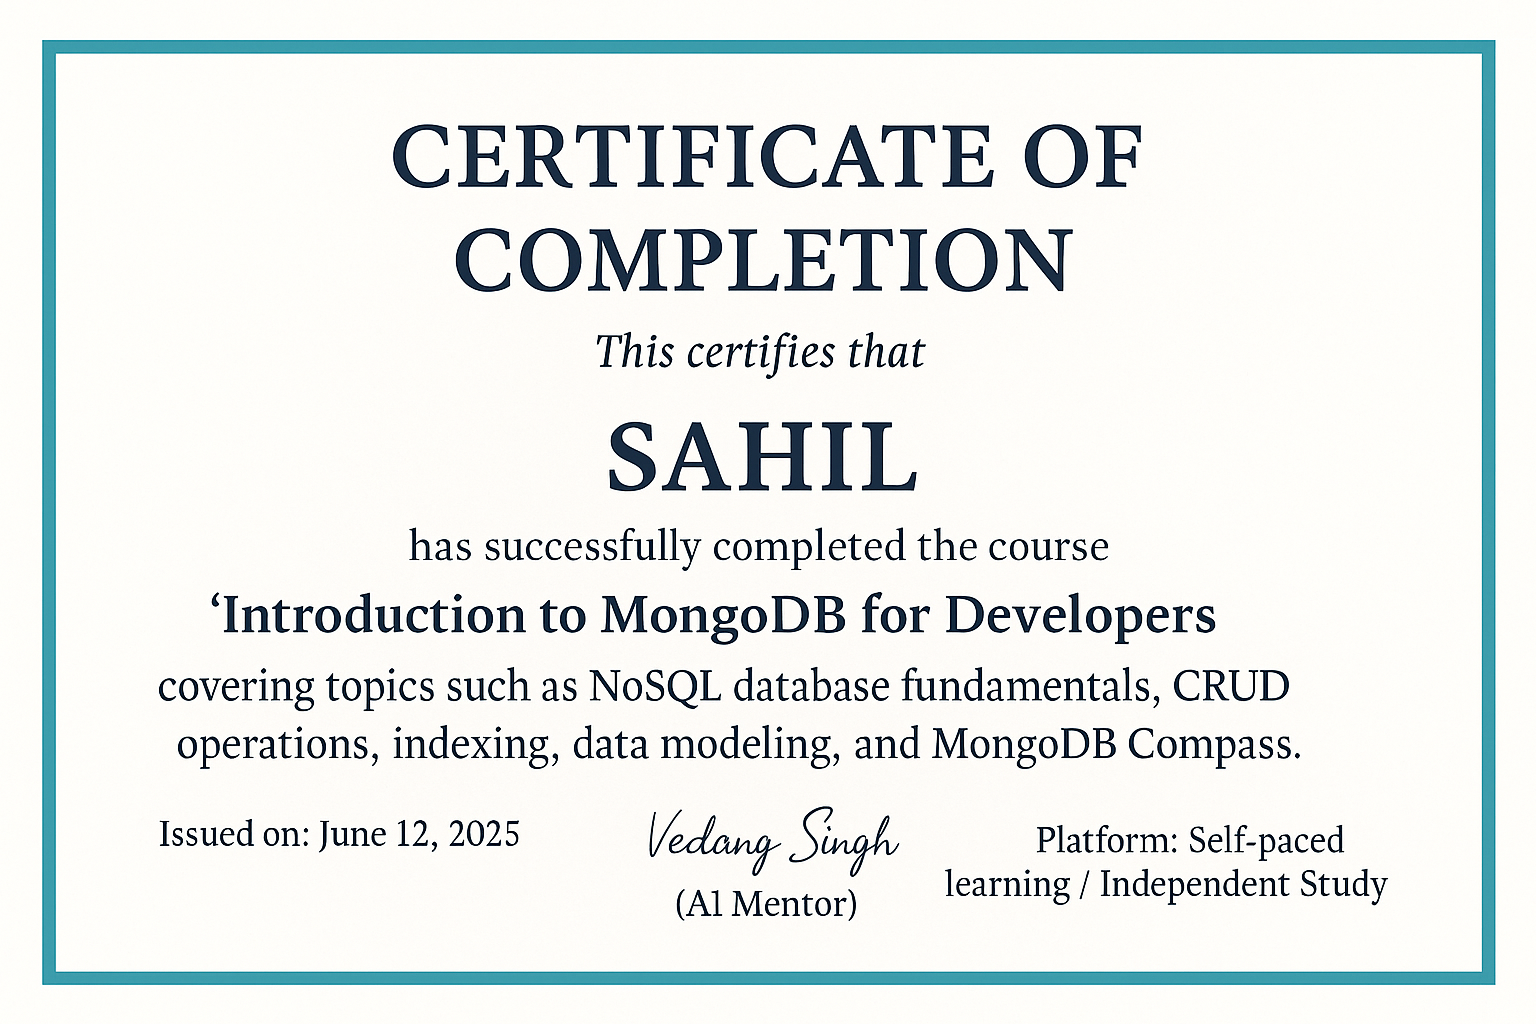 CERTIFICATE OF
COMPLETION
This certifies that
SAHIL
has successfully completed the course
‘Introduction to MongoDB for Developers
covering topics such as NoSQL database fundamentals, CRUD
operations, indexing, data modeling, and MongoDB Compass.
Issued on: June 12, 2025
Vedang Singh
(A1 Mentor)
Platform: Self-paced
learning / Independent Study